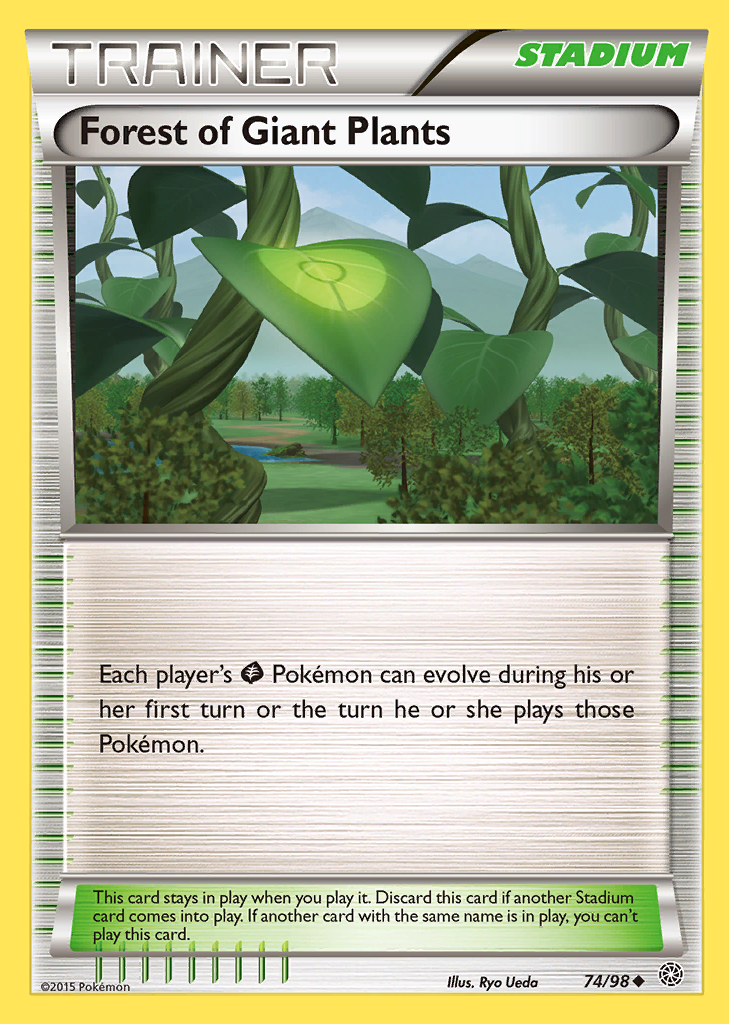 TRAINER
STADIUM
Forest of Giant Plants
Each player's Pokémon can evolve during his or
her first turn or the turn he or she plays those
Pokémon.
This card stays in play when you play it. Discard this card if another Stadium
card comes into play. If another card with the same name is in play, you can't
play this card.
©2015 Pokémon
Illus. Ryo Ueda
74/98